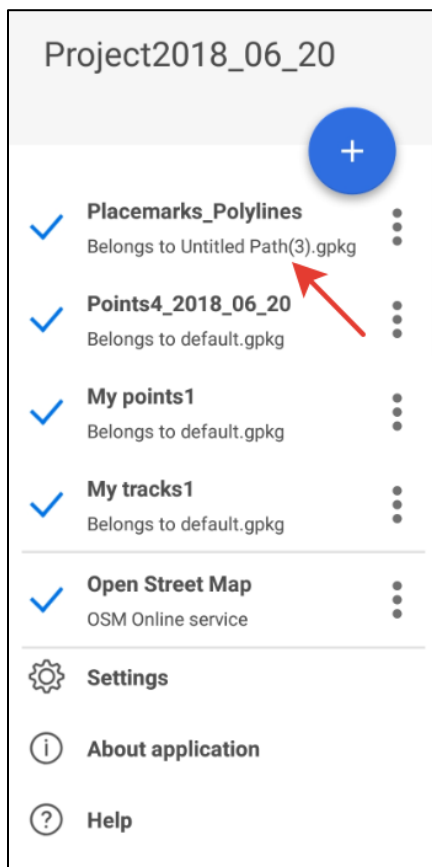 Project2018_06_20
+
Placemarks_Polylines
Belongs to Untitled Path(3).gpkg
Points4_2018_06_20
Belongs to default.gpkg
My points1
Belongs to default.gpkg
My tracks1
Belongs to default.gpkg
Open Street Map
OSM Online service
Settings
About application
Help